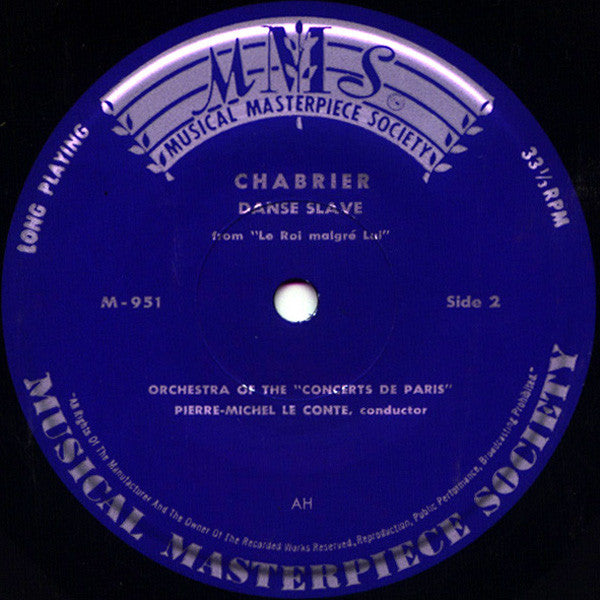 MMS
MUSICAL MASTERPIECE SOCIETY
LONG PLAYING
33⅓ RPM
CHABRIER
DANSE SLAVE
from "Le Roi malgré Lui"
M-951
Side 2
ORCHESTRA OF THE "CONCERTS DE PARIS"
PIERRE-MICHEL LE CONTE, conductor
AH
"All Rights Of The Manufacturer And The Owner Of The Recorded Works Reserved, Reproduction, Public Performance, Broadcasting Prohibited."
MUSICAL MASTERPIECE SOCIETY